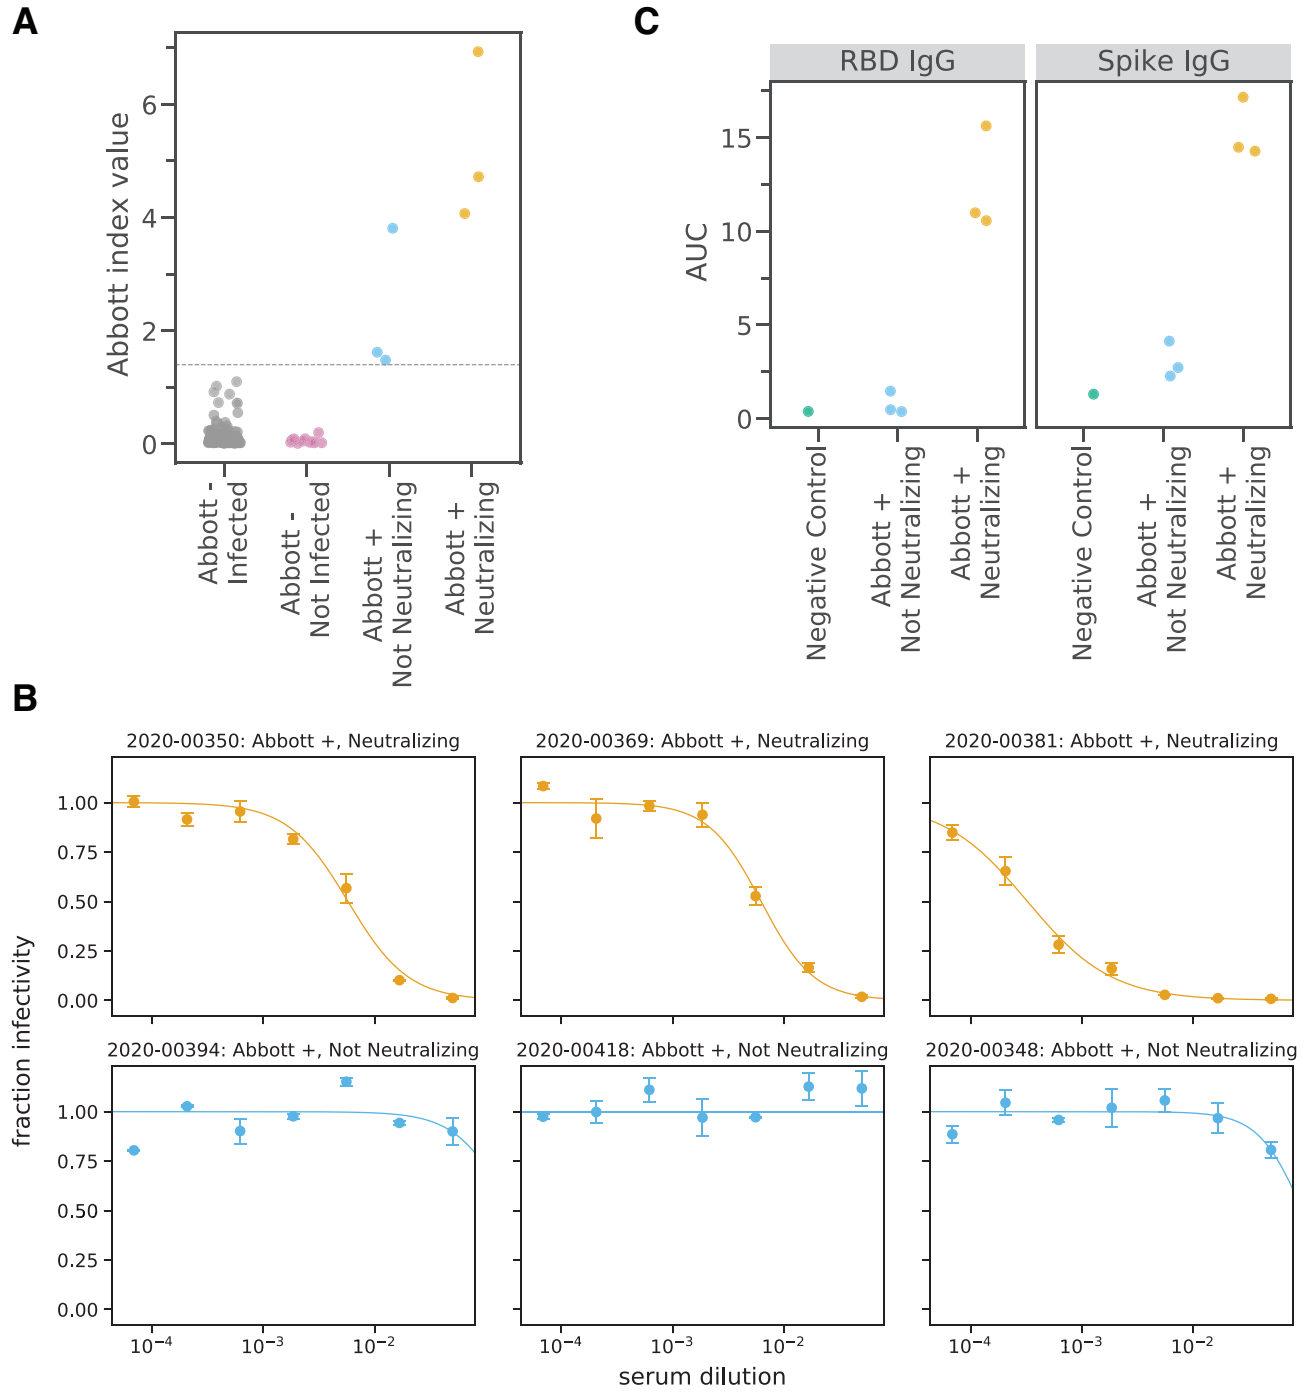 A
Abbott index value
6
4
2
0
Abbott -
Infected
Abbott -
Not Infected
Abbott +
Not Neutralizing
Abbott +
Neutralizing
C
RBD IgG
Spike IgG
AUC
15
10
5
0
Negative Control
Abbott +
Not Neutralizing
Abbott +
Neutralizing
Negative Control
Abbott +
Not Neutralizing
Abbott +
Neutralizing
B
fraction infectivity
2020-00350: Abbott +, Neutralizing
2020-00369: Abbott +, Neutralizing
2020-00381: Abbott +, Neutralizing
1.00
0.75
0.50
0.25
0.00
10⁻⁴ 10⁻³ 10⁻²
10⁻⁴ 10⁻³ 10⁻²
10⁻⁴ 10⁻³ 10⁻²
2020-00394: Abbott +, Not Neutralizing
2020-00418: Abbott +, Not Neutralizing
2020-00348: Abbott +, Not Neutralizing
1.00
0.75
0.50
0.25
0.00
serum dilution